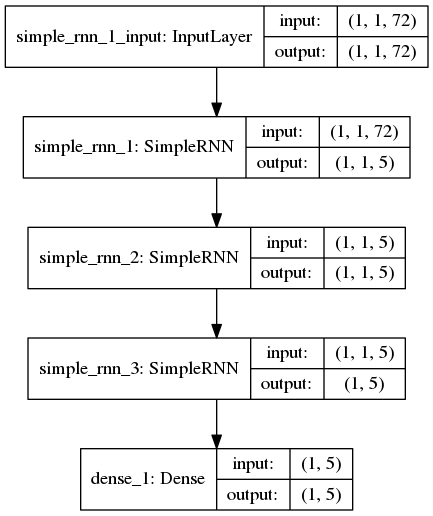 simple_rnn_1_input: InputLayer
input: (1, 1, 72)
output: (1, 1, 72)
simple_rnn_1: SimpleRNN
input: (1, 1, 72)
output: (1, 1, 5)
simple_rnn_2: SimpleRNN
input: (1, 1, 5)
output: (1, 1, 5)
simple_rnn_3: SimpleRNN
input: (1, 1, 5)
output: (1, 5)
dense_1: Dense
input: (1, 5)
output: (1, 5)